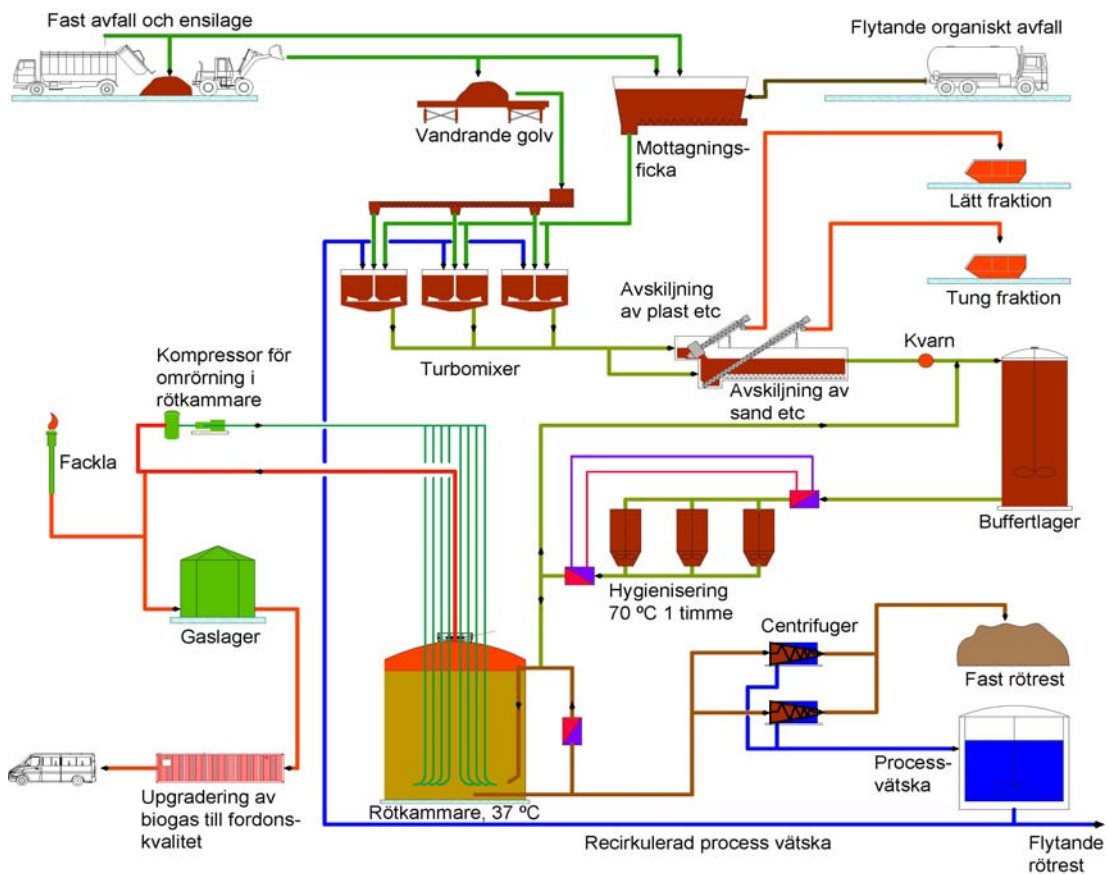 Fast avfall och ensilage
Flytande organiskt avfall
Vandrande golv
Mottagnings-
ficka
Lätt fraktion
Tung fraktion
Avskiljning
av plast etc
Kvarn
Turbomixer
Avskiljning av
sand etc
Kompressor för
omrörning i
rötkammare
Fackla
Buffertlager
Hygienisering
70 ºC 1 timme
Gaslager
Centrifuger
Fast rötrest
Process-
vätska
Upgradering av
biogas till fordons-
kvalitet
Rötkammare, 37 ºC
Recirkulerad process vätska
Flytande
rötrest